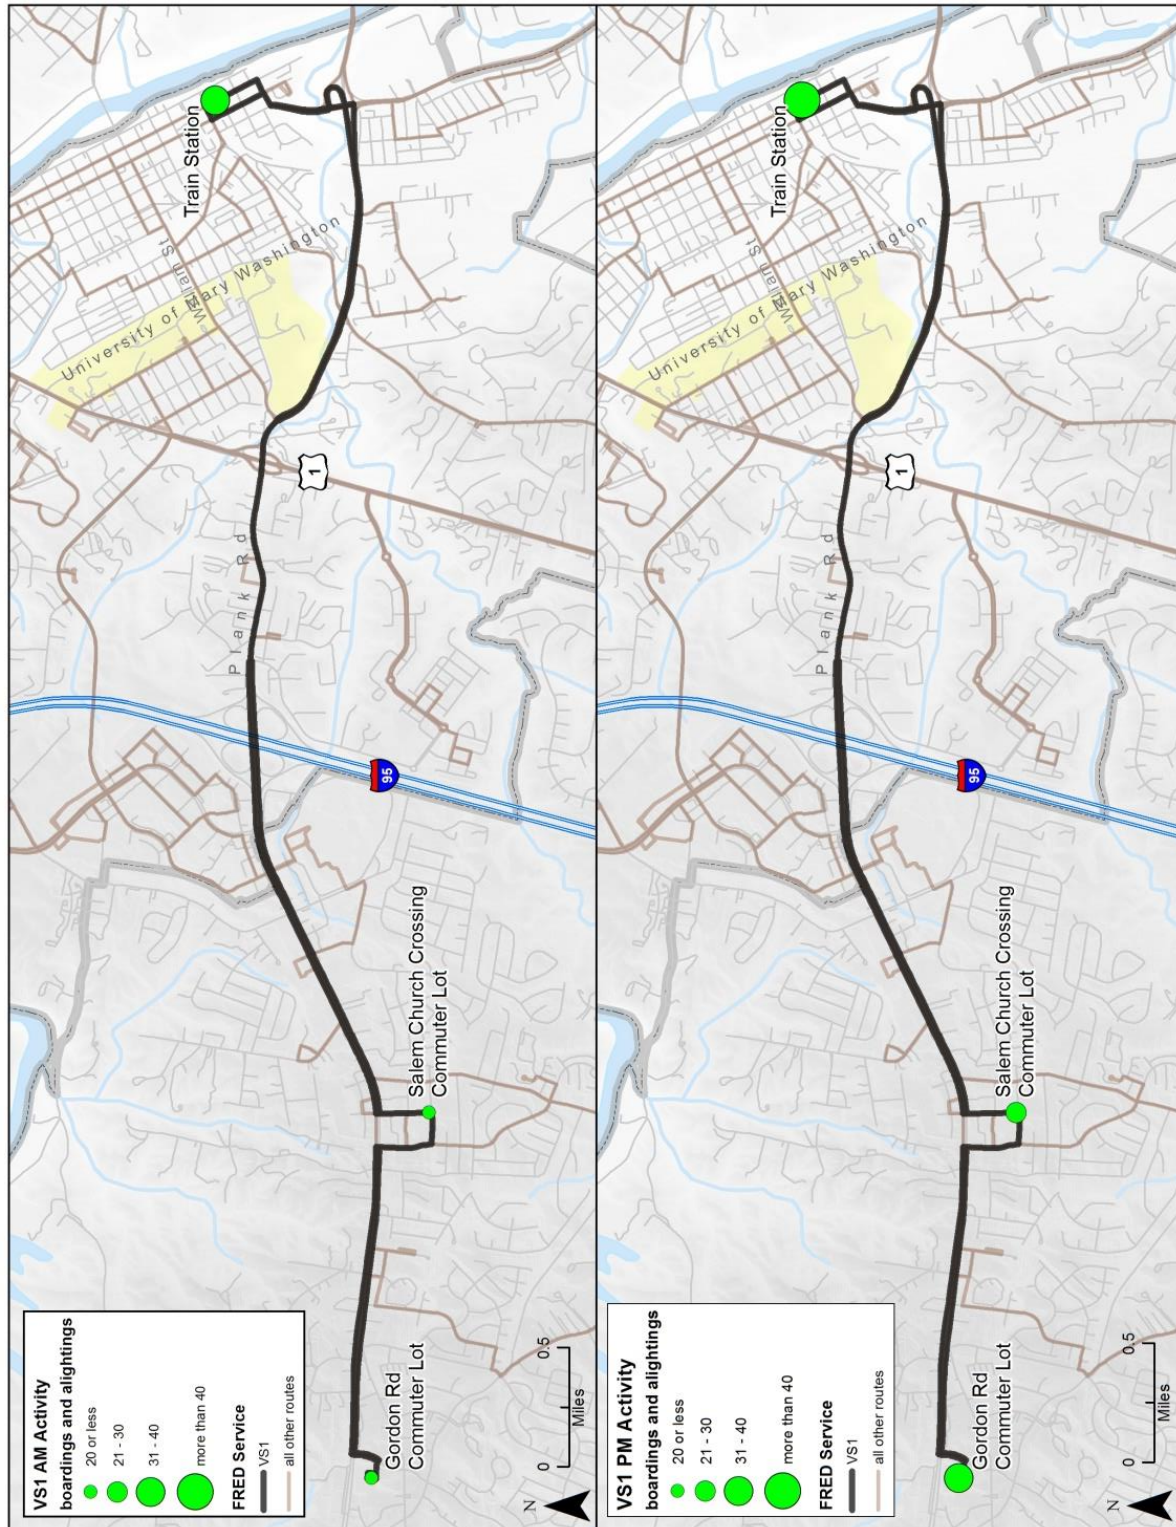 VS1 AM Activity
boardings and alightings
20 or less
21 - 30
31 - 40
more than 40
FRED Service
VS1
all other routes
Gordon Rd
Commuter Lot
Salem Church Crossing
Commuter Lot
Plank Rd
95
1
University of Mary Washington
William St
Train Station
N
0 0.5
Miles
VS1 PM Activity
boardings and alightings
20 or less
21 - 30
31 - 40
more than 40
FRED Service
VS1
all other routes
Gordon Rd
Commuter Lot
Salem Church Crossing
Commuter Lot
Plank Rd
95
1
University of Mary Washington
William St
Train Station
N
0 0.5
Miles